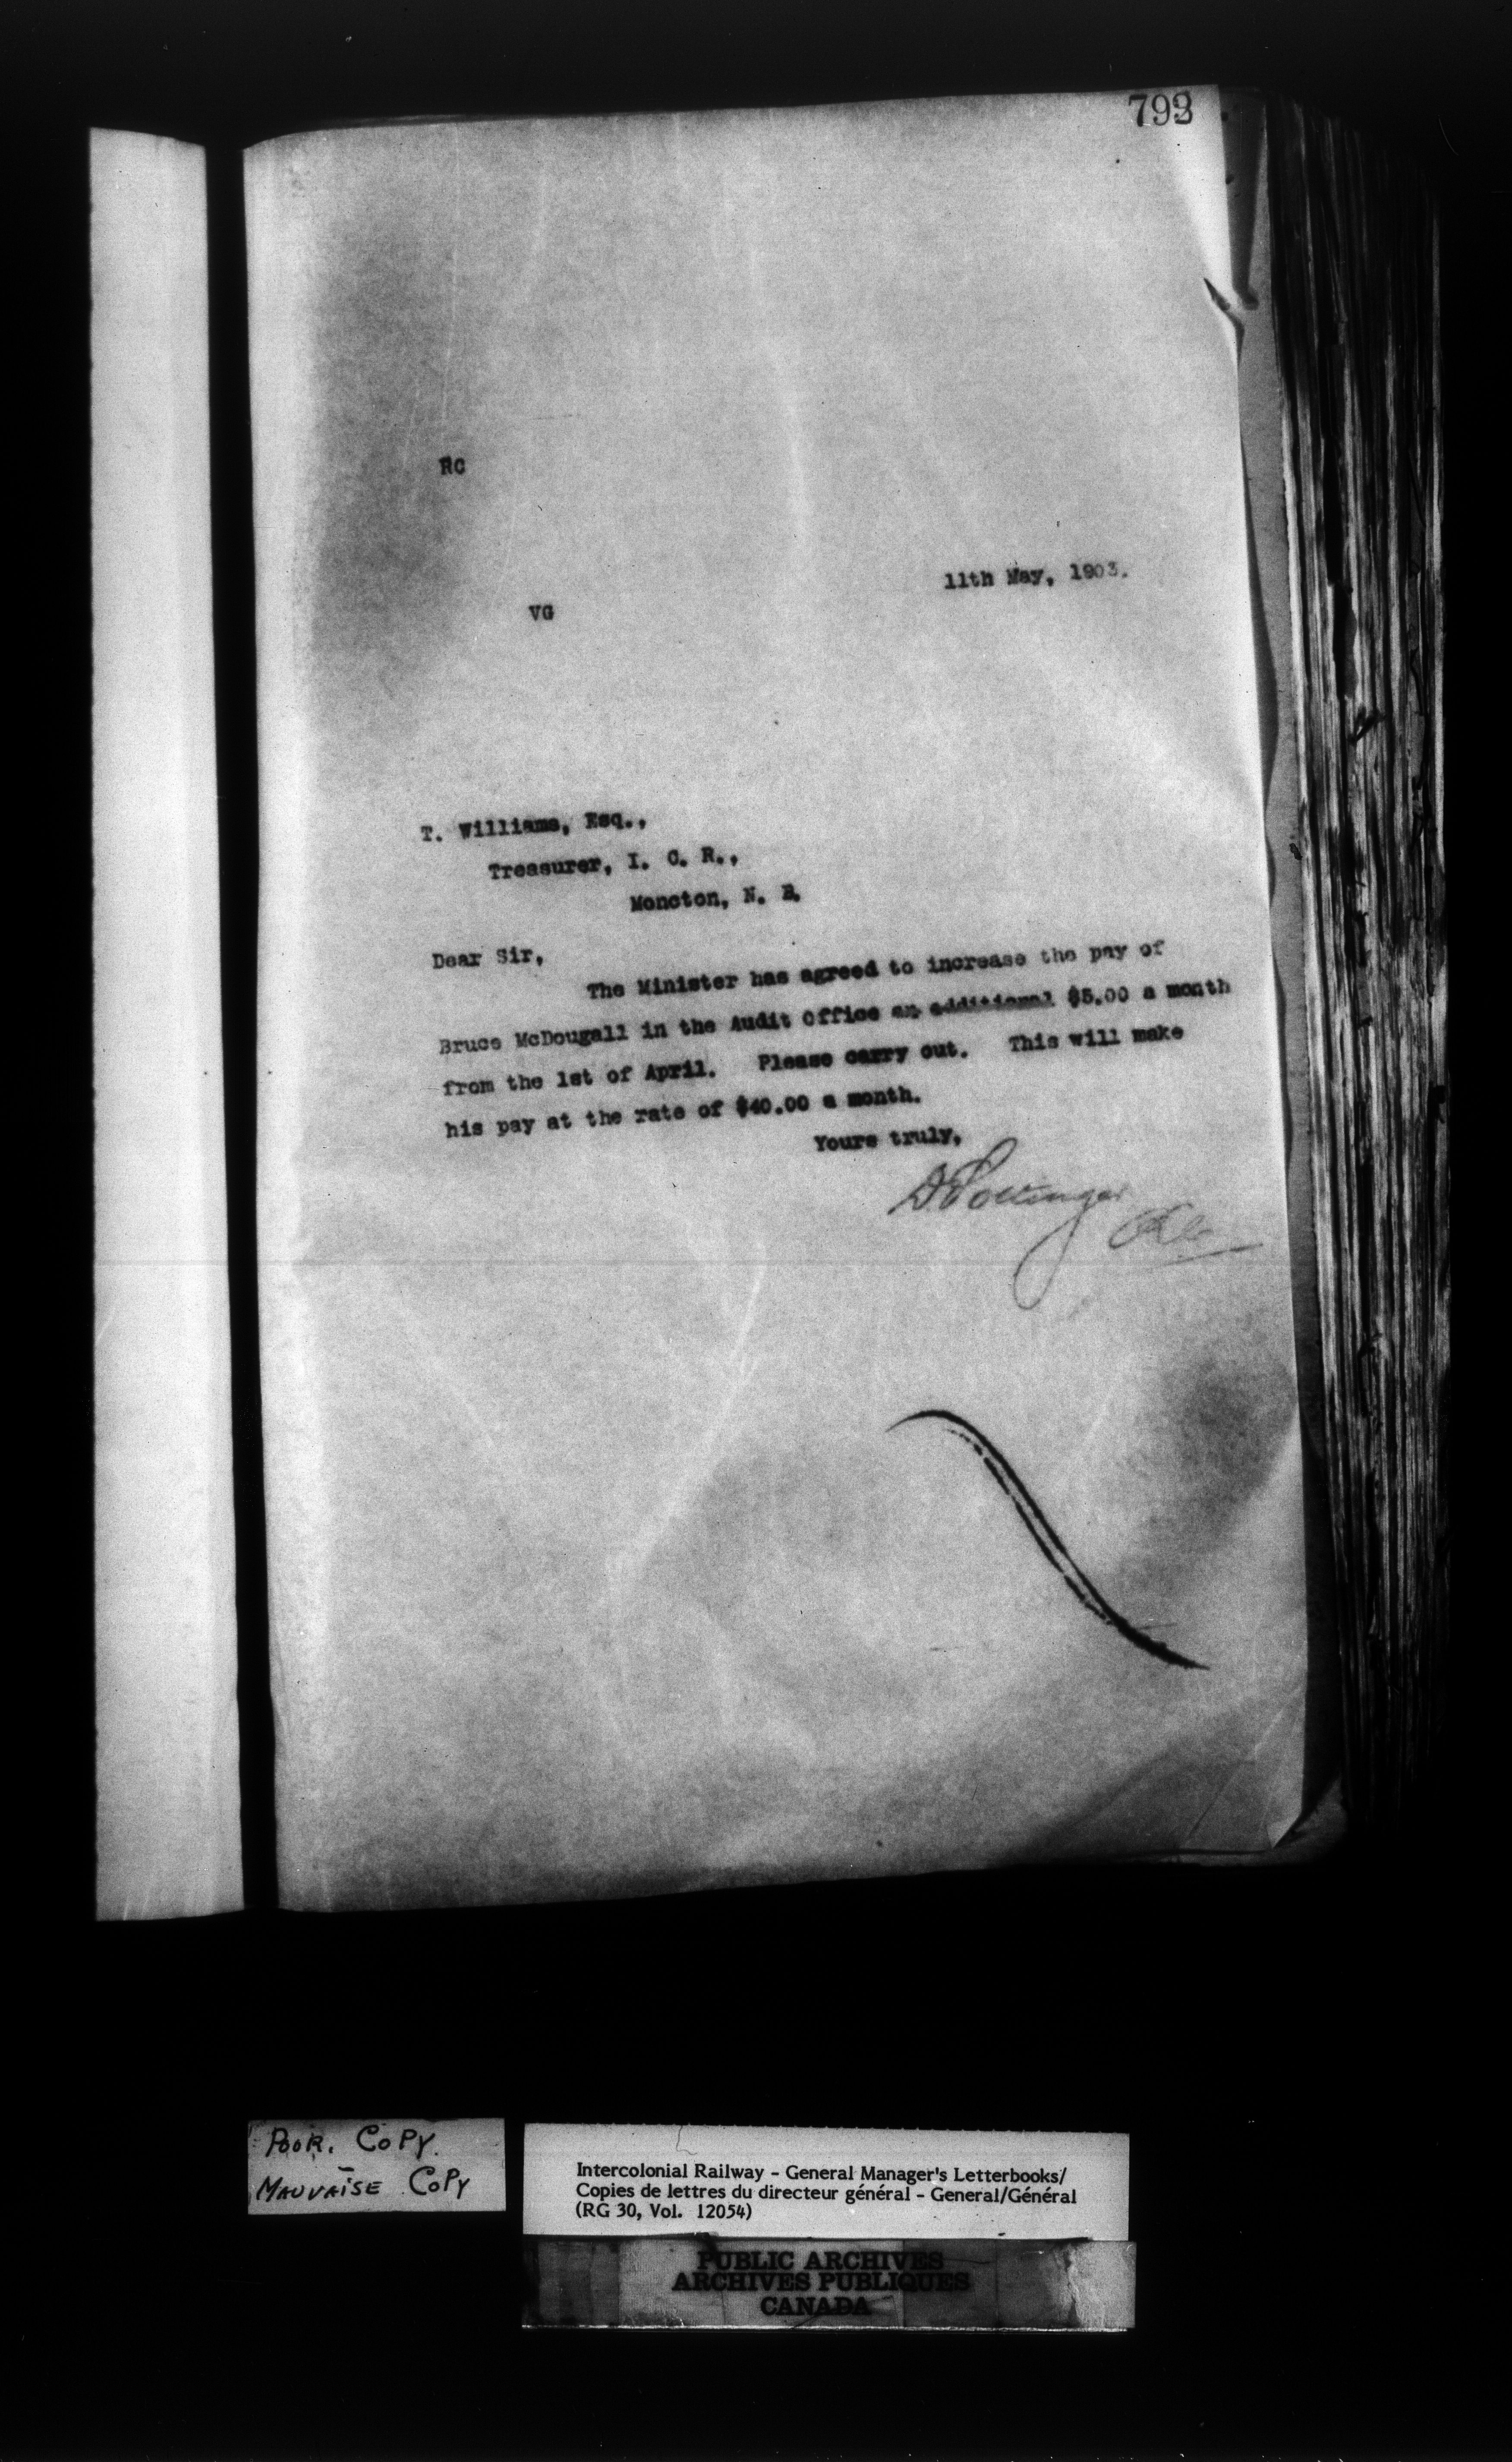 793
RC
11th May, 1903.
VG
T. Williams, Esq.,
Treasurer, I. C. R.,
Moncton, N. B.
Dear Sir,
The Minister has agreed to increase the pay of
Bruce McDougall in the Audit Office an additional $5.00 a month
from the 1st of April. Please carry out. This will make
his pay at the rate of $40.00 a month.
Yours truly,
D. Pottinger
POOR. COPY.
MAUVAISE COPY
Intercolonial Railway - General Manager's Letterbooks/
Copies de lettres du directeur général - General/Général
(RG 30, Vol. 12054)
PUBLIC ARCHIVES
ARCHIVES PUBLIQUES
CANADA